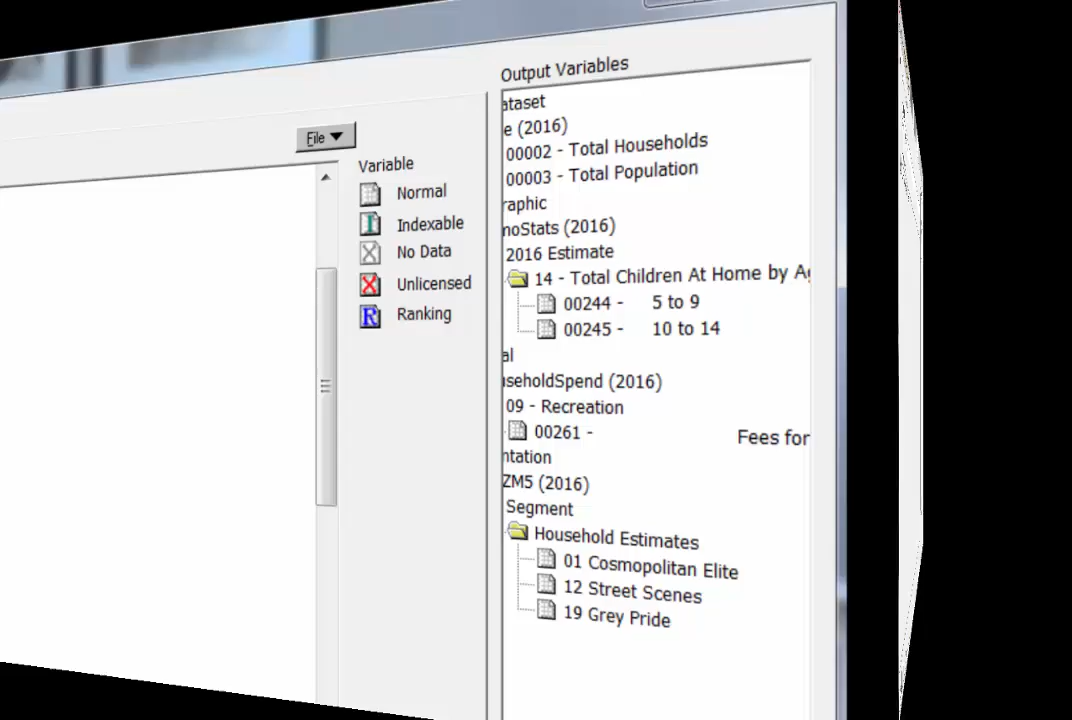 Output Variables
File
Variable
Normal
Indexable
No Data
Unlicensed
Ranking
ataset
e (2016)
00002 - Total Households
00003 - Total Population
raphic
noStats (2016)
2016 Estimate
14 - Total Children At Home by Ag
00244 - 5 to 9
00245 - 10 to 14
al
useholdSpend (2016)
09 - Recreation
00261 - Fees for
ntation
ZM5 (2016)
Segment
Household Estimates
01 Cosmopolitan Elite
12 Street Scenes
19 Grey Pride